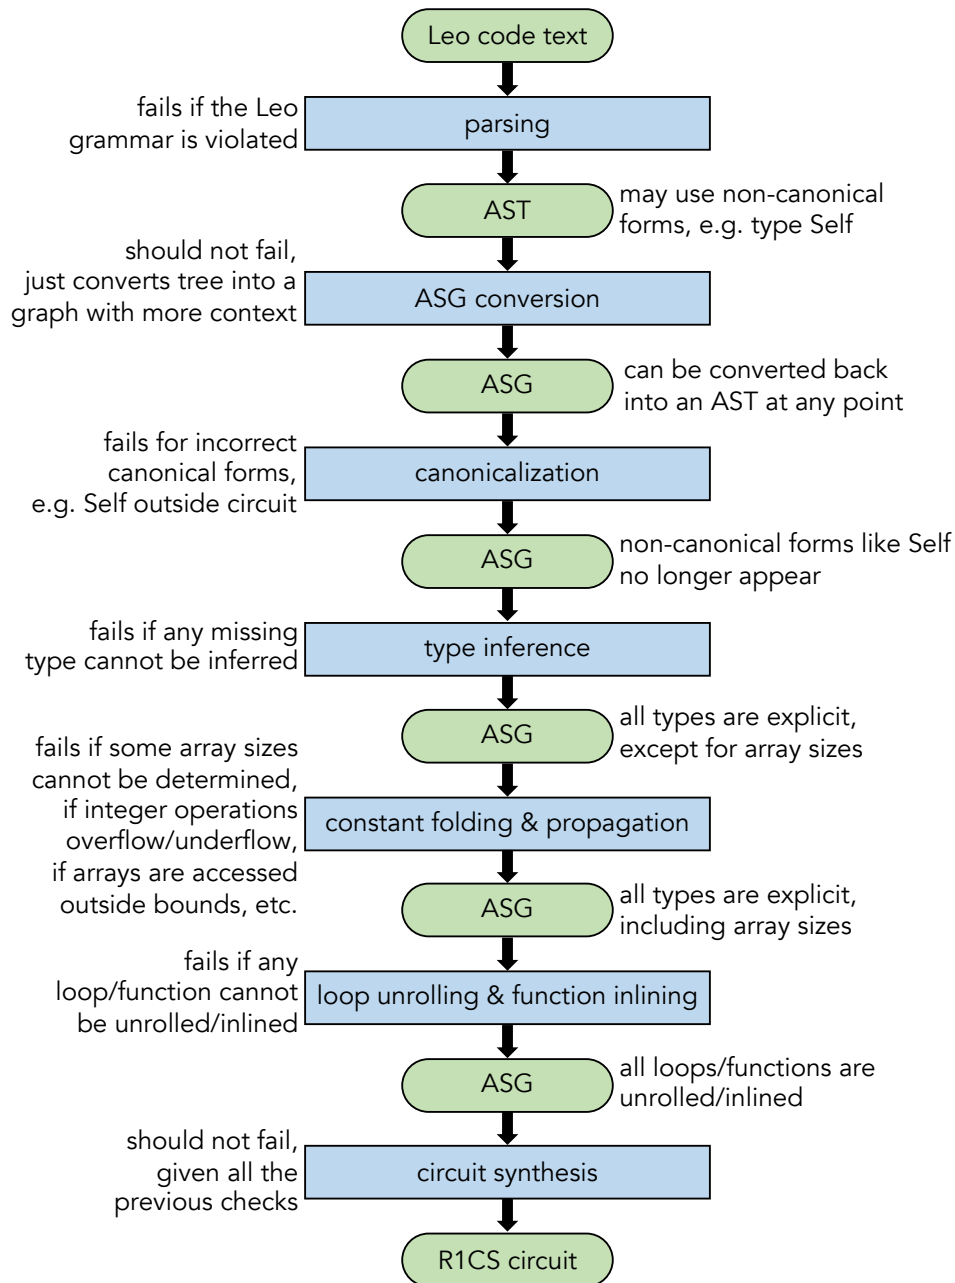 Leo code text
fails if the Leo
grammar is violated
parsing
AST
may use non-canonical
forms, e.g. type Self
should not fail,
just converts tree into a
graph with more context
ASG conversion
ASG
can be converted back
into an AST at any point
fails for incorrect
canonical forms,
e.g. Self outside circuit
canonicalization
ASG
non-canonical forms like Self
no longer appear
fails if any missing
type cannot be inferred
type inference
ASG
all types are explicit,
except for array sizes
fails if some array sizes
cannot be determined,
if integer operations
overflow/underflow,
if arrays are accessed
outside bounds, etc.
constant folding & propagation
ASG
all types are explicit,
including array sizes
fails if any
loop/function cannot
be unrolled/inlined
loop unrolling & function inlining
ASG
all loops/functions are
unrolled/inlined
should not fail,
given all the
previous checks
circuit synthesis
R1CS circuit